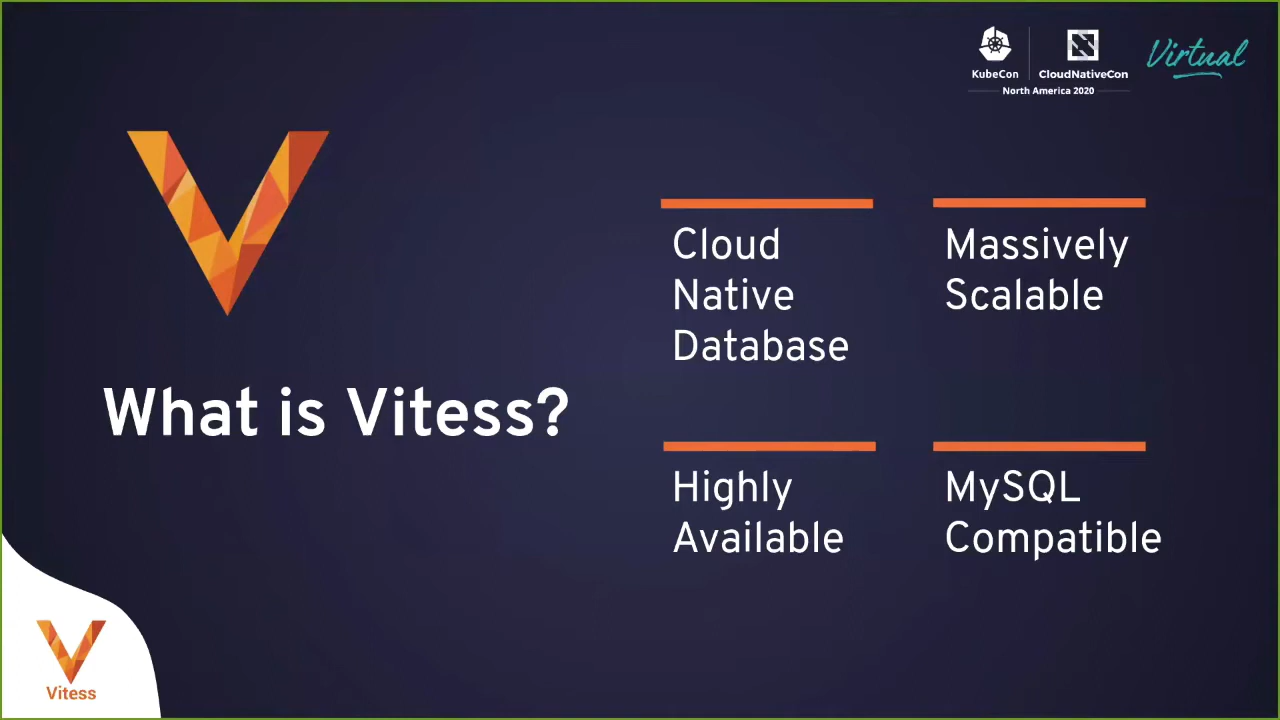 KubeCon
CloudNativeCon
North America 2020
Virtual
What is Vitess?
Cloud
Native
Database
Massively
Scalable
Highly
Available
MySQL
Compatible
Vitess